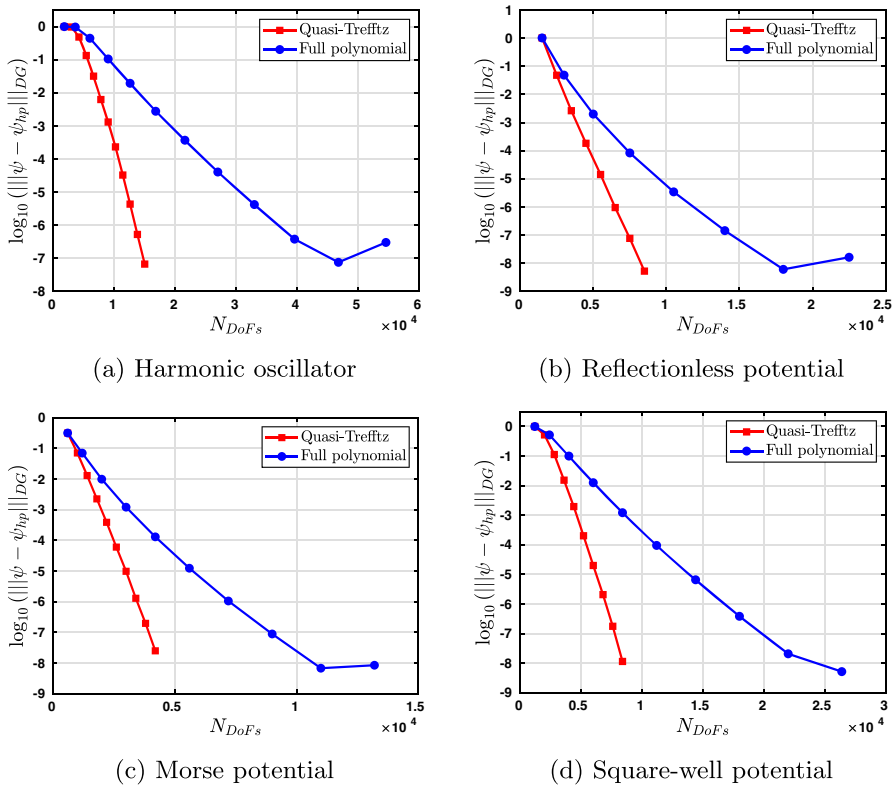 0
-1
-2
-3
-4
-5
-6
-7
-8
log10 (|||ψ − ψhp|||DG)
Quasi-Trefftz
Full polynomial
0 1 2 3 4 5 6
×10 4
NDoFs
(a) Harmonic oscillator
1
0
-1
-2
-3
-4
-5
-6
-7
-8
-9
log10 (|||ψ − ψhp|||DG)
Quasi-Trefftz
Full polynomial
0 0.5 1 1.5 2 2.5
×10 4
NDoFs
(b) Reflectionless potential
0
-1
-2
-3
-4
-5
-6
-7
-8
-9
log10 (|||ψ − ψhp|||DG)
Quasi-Trefftz
Full polynomial
0 0.5 1 1.5
×10 4
NDoFs
(c) Morse potential
0
-1
-2
-3
-4
-5
-6
-7
-8
-9
log10 (|||ψ − ψhp|||DG)
Quasi-Trefftz
Full polynomial
0 0.5 1 1.5 2 2.5 3
×10 4
NDoFs
(d) Square-well potential